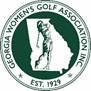 GEORGIA WOMEN'S GOLF ASSOCIATION, INC.
EST. 1929